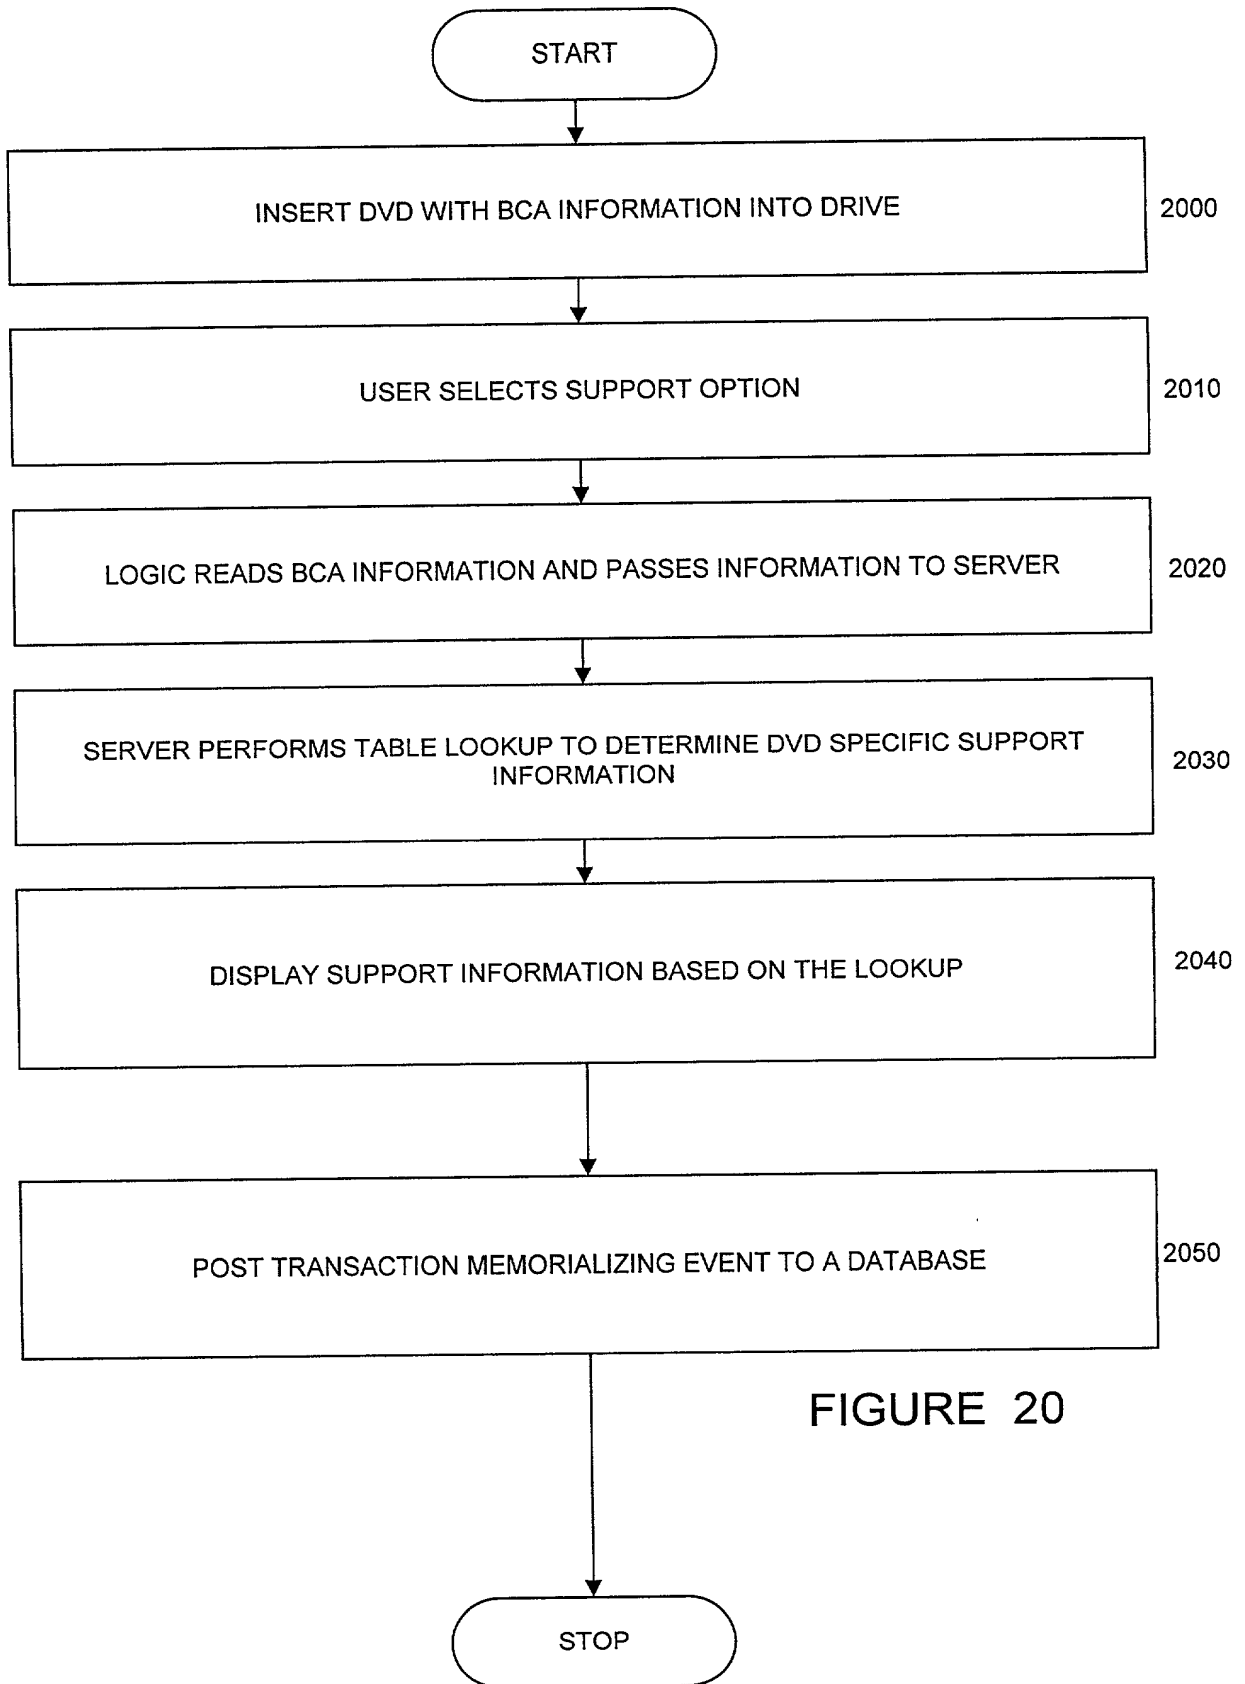 START
INSERT DVD WITH BCA INFORMATION INTO DRIVE
2000
USER SELECTS SUPPORT OPTION
2010
LOGIC READS BCA INFORMATION AND PASSES INFORMATION TO SERVER
2020
SERVER PERFORMS TABLE LOOKUP TO DETERMINE DVD SPECIFIC SUPPORT
INFORMATION
2030
DISPLAY SUPPORT INFORMATION BASED ON THE LOOKUP
2040
POST TRANSACTION MEMORIALIZING EVENT TO A DATABASE
2050
FIGURE 20
STOP